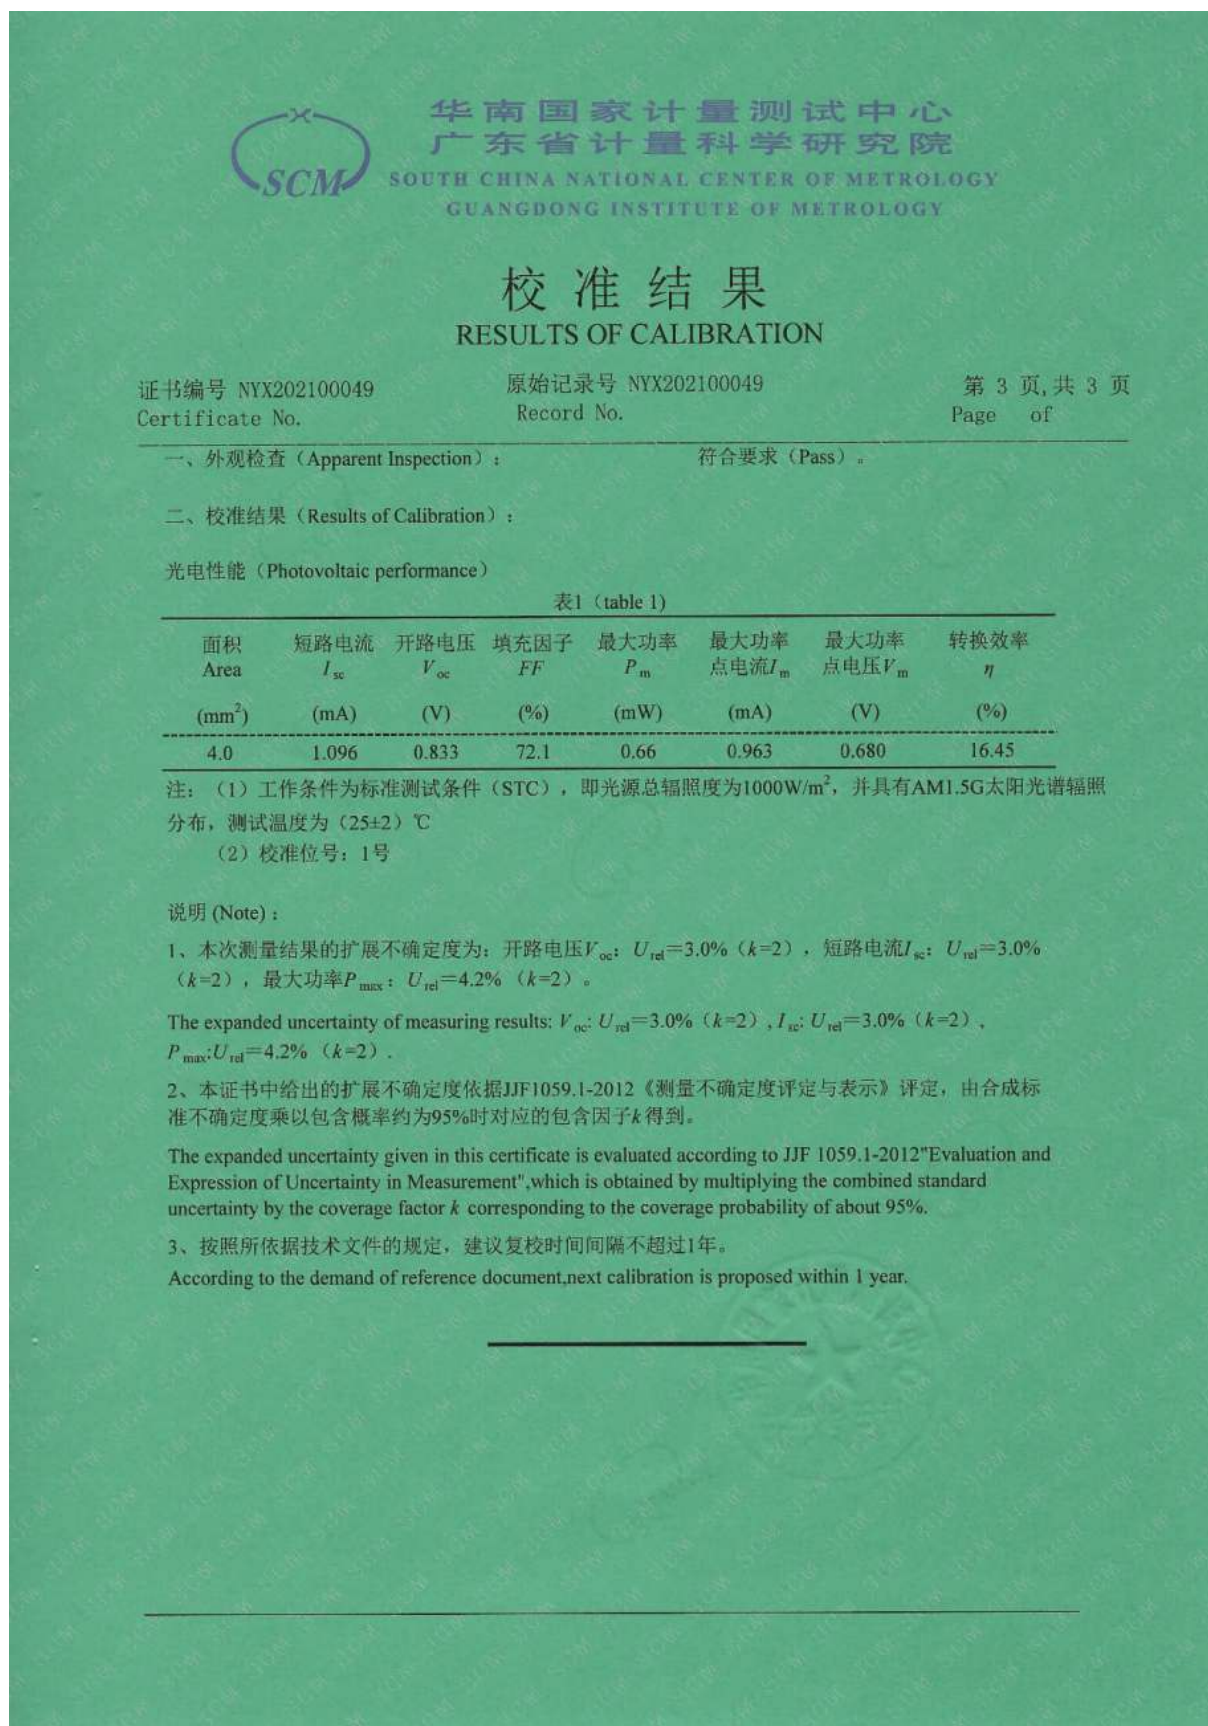 华南国家计量测试中心
广东省计量科学研究院
SCM
SOUTH CHINA NATIONAL CENTER OF METROLOGY
GUANGDONG INSTITUTE OF METROLOGY
校准结果
RESULTS OF CALIBRATION
证书编号 NYX202100049 原始记录号 NYX202100049 第 3 页,共 3 页
Certificate No. Record No. Page of
一、外观检查（Apparent Inspection）： 符合要求（Pass）。
二、校准结果（Results of Calibration）：
光电性能（Photovoltaic performance）
表1（table 1)
面积 短路电流 开路电压 填充因子 最大功率 最大功率 最大功率 转换效率
Area Isc Voc FF Pm 点电流Im 点电压Vm η
(mm²) (mA) (V) (%) (mW) (mA) (V) (%)
4.0 1.096 0.833 72.1 0.66 0.963 0.680 16.45
注：（1）工作条件为标准测试条件（STC），即光源总辐照度为1000W/m²，并具有AM1.5G太阳光谱辐照
分布，测试温度为（25±2）℃
（2）校准位号：1号
说明 (Note)：
1、本次测量结果的扩展不确定度为：开路电压Voc：Urel＝3.0%（k=2），短路电流Isc：Urel＝3.0%
（k=2），最大功率Pmax：Urel＝4.2%（k=2）。
The expanded uncertainty of measuring results: Voc: Urel＝3.0%（k=2）, Isc: Urel＝3.0%（k=2）,
Pmax:Urel＝4.2%（k=2）.
2、本证书中给出的扩展不确定度依据JJF1059.1-2012《测量不确定度评定与表示》评定，由合成标
准不确定度乘以包含概率约为95%时对应的包含因子k得到。
The expanded uncertainty given in this certificate is evaluated according to JJF 1059.1-2012"Evaluation and
Expression of Uncertainty in Measurement",which is obtained by multiplying the combined standard
uncertainty by the coverage factor k corresponding to the coverage probability of about 95%.
3、按照所依据技术文件的规定，建议复校时间间隔不超过1年。
According to the demand of reference document,next calibration is proposed within 1 year.